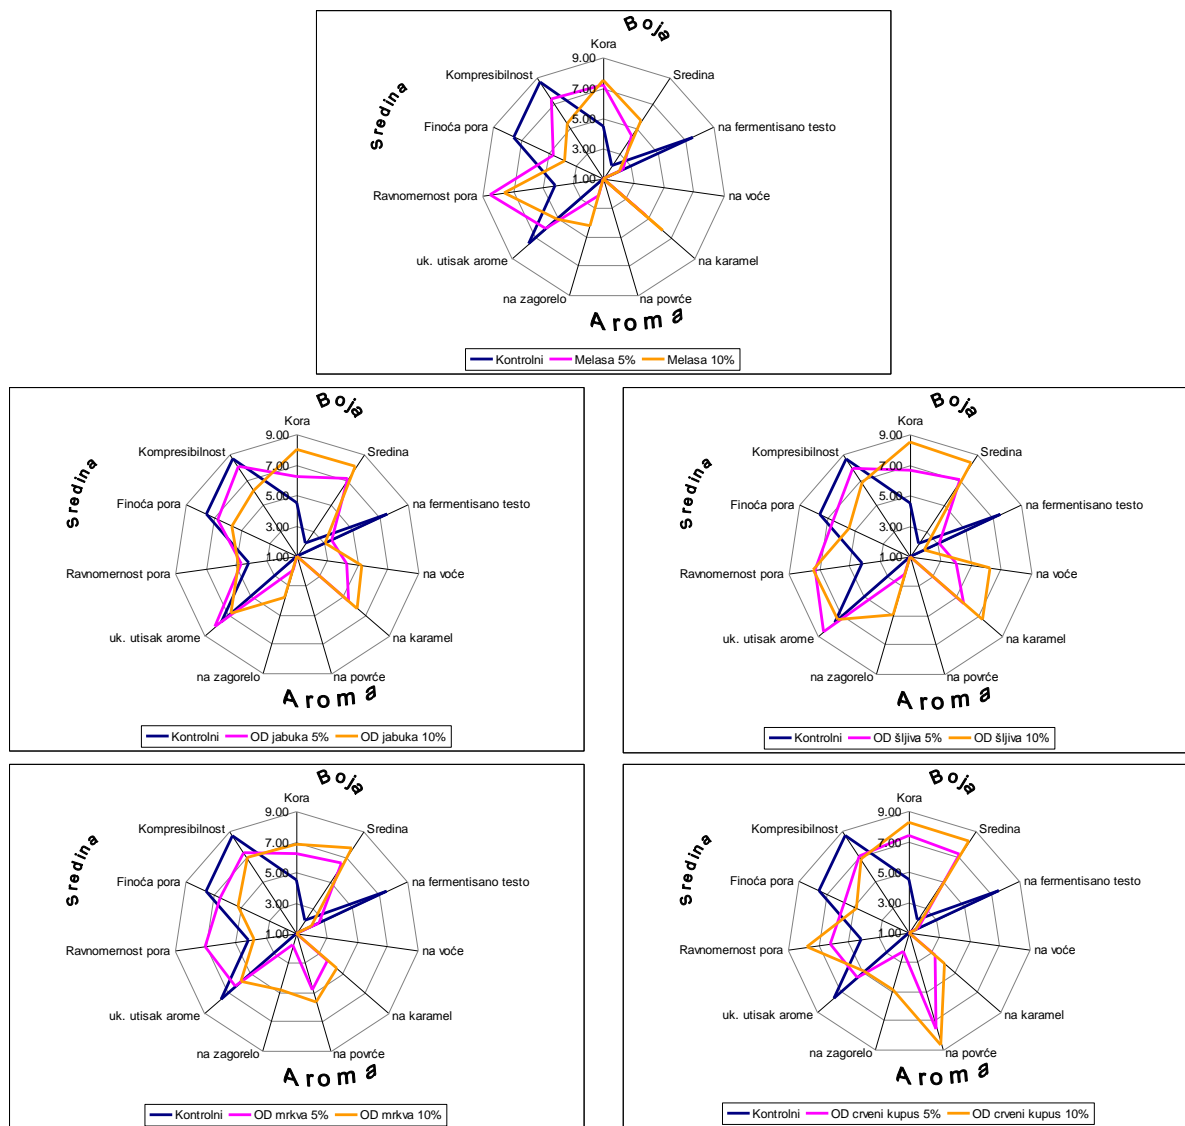 Boja
Kora
9.00
Kompresibilnost
Sredina
7.00
Sredina
Finoća pora
5.00
na fermentisano testo
3.00
Ravnomernost pora
1.00
na voće
uk. utisak arome
na karamel
na zagorelo
na povrće
Aroma
Kontrolni Melasa 5% Melasa 10%
Boja
Kora
9.00
Kompresibilnost
Sredina
7.00
Sredina
Finoća pora
5.00
na fermentisano testo
3.00
Ravnomernost pora
1.00
na voće
uk. utisak arome
na karamel
na zagorelo
na povrće
Aroma
Kontrolni OD jabuka 5% OD jabuka 10%
Boja
Kora
9.00
Kompresibilnost
Sredina
7.00
Sredina
Finoća pora
5.00
na fermentisano testo
3.00
Ravnomernost pora
1.00
na voće
uk. utisak arome
na karamel
na zagorelo
na povrće
Aroma
Kontrolni OD šljiva 5% OD šljiva 10%
Boja
Kora
9.00
Kompresibilnost
Sredina
7.00
Sredina
Finoća pora
5.00
na fermentisano testo
3.00
Ravnomernost pora
1.00
na voće
uk. utisak arome
na karamel
na zagorelo
na povrće
Aroma
Kontrolni OD mrkva 5% OD mrkva 10%
Boja
Kora
9.00
Kompresibilnost
Sredina
7.00
Sredina
Finoća pora
5.00
na fermentisano testo
3.00
Ravnomernost pora
1.00
na voće
uk. utisak arome
na karamel
na zagorelo
na povrće
Aroma
Kontrolni OD crveni kupus 5% OD crveni kupus 10%